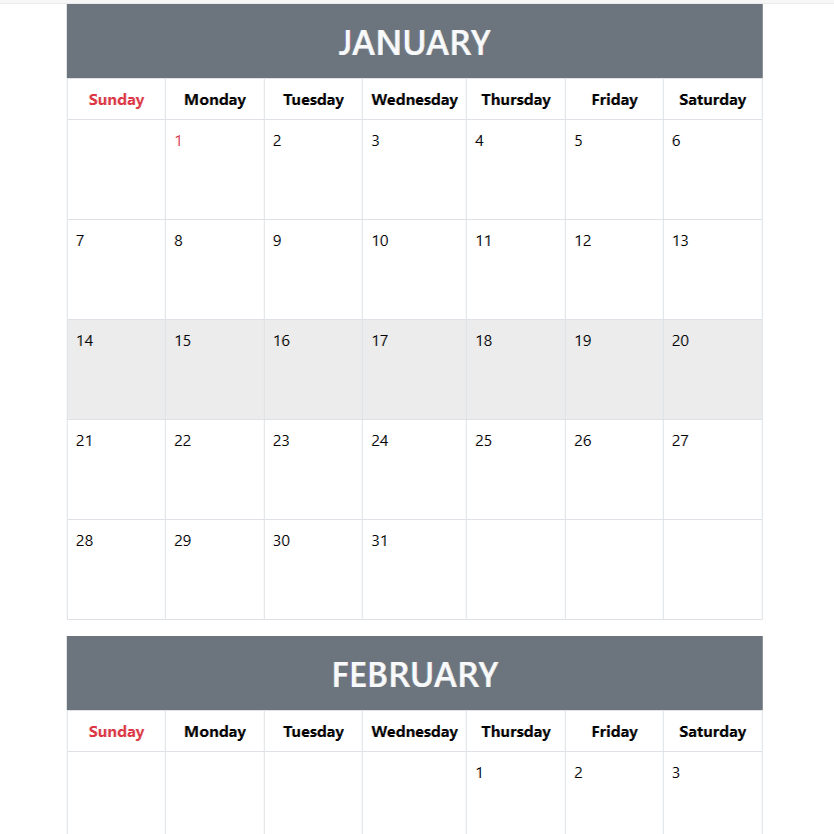 JANUARY
Sunday Monday Tuesday Wednesday Thursday Friday Saturday
1 2 3 4 5 6
7 8 9 10 11 12 13
14 15 16 17 18 19 20
21 22 23 24 25 26 27
28 29 30 31
FEBRUARY
Sunday Monday Tuesday Wednesday Thursday Friday Saturday
1 2 3